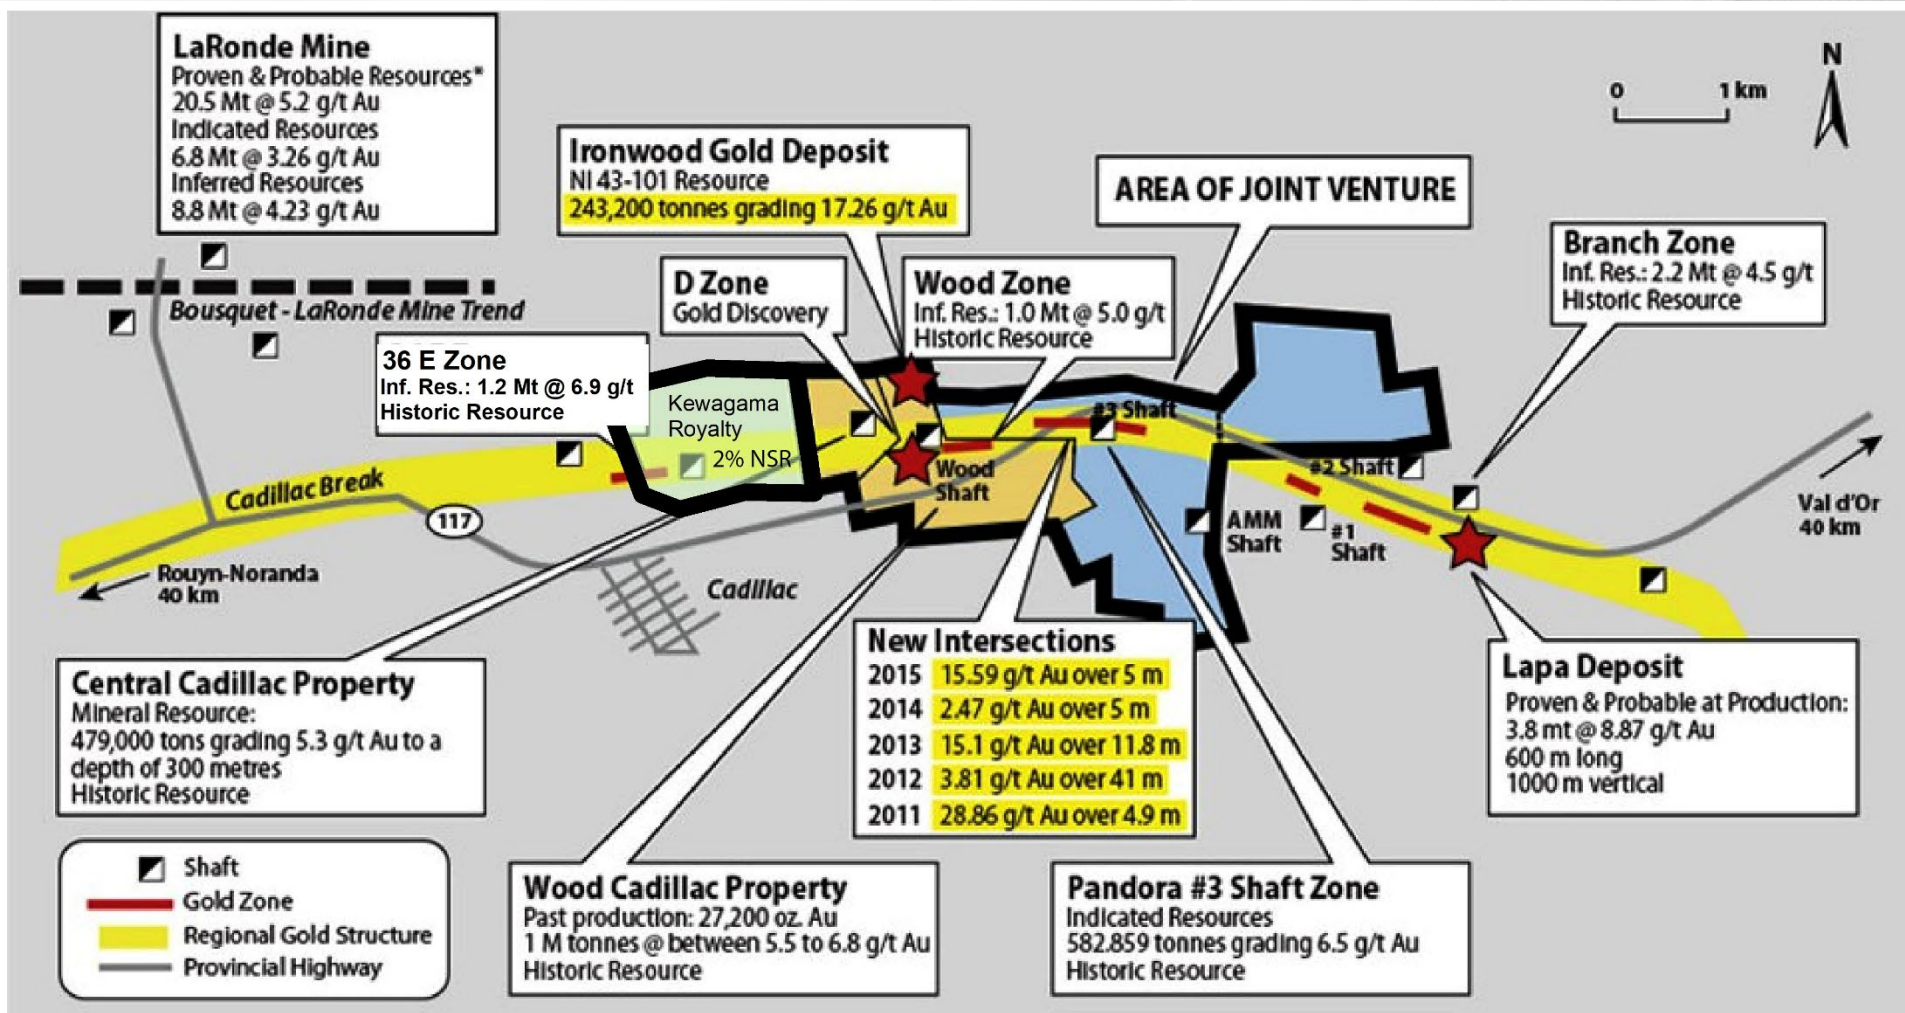 LaRonde Mine
Proven & Probable Resources*
20.5 Mt @ 5.2 g/t Au
Indicated Resources
6.8 Mt @ 3.26 g/t Au
Inferred Resources
8.8 Mt @ 4.23 g/t Au
Ironwood Gold Deposit
NI 43-101 Resource
243,200 tonnes grading 17.26 g/t Au
AREA OF JOINT VENTURE
0 1 km
N
D Zone
Gold Discovery
Wood Zone
Inf. Res.: 1.0 Mt @ 5.0 g/t
Historic Resource
Branch Zone
Inf. Res.: 2.2 Mt @ 4.5 g/t
Historic Resource
Bousquet - LaRonde Mine Trend
36 E Zone
Inf. Res.: 1.2 Mt @ 6.9 g/t
Historic Resource
Kewagama
Royalty
2% NSR
#3 Shaft
Wood
Shaft
#2 Shaft
AMM
Shaft
#1
Shaft
Val d'Or
40 km
Cadillac Break
117
Rouyn-Noranda
40 km
Cadillac
Central Cadillac Property
Mineral Resource:
479,000 tons grading 5.3 g/t Au to a
depth of 300 metres
Historic Resource
New Intersections
2015 15.59 g/t Au over 5 m
2014 2.47 g/t Au over 5 m
2013 15.1 g/t Au over 11.8 m
2012 3.81 g/t Au over 41 m
2011 28.86 g/t Au over 4.9 m
Lapa Deposit
Proven & Probable at Production:
3.8 mt @ 8.87 g/t Au
600 m long
1000 m vertical
Shaft
Gold Zone
Regional Gold Structure
Provincial Highway
Wood Cadillac Property
Past production: 27,200 oz. Au
1 M tonnes @ between 5.5 to 6.8 g/t Au
Historic Resource
Pandora #3 Shaft Zone
Indicated Resources
582.859 tonnes grading 6.5 g/t Au
Historic Resource